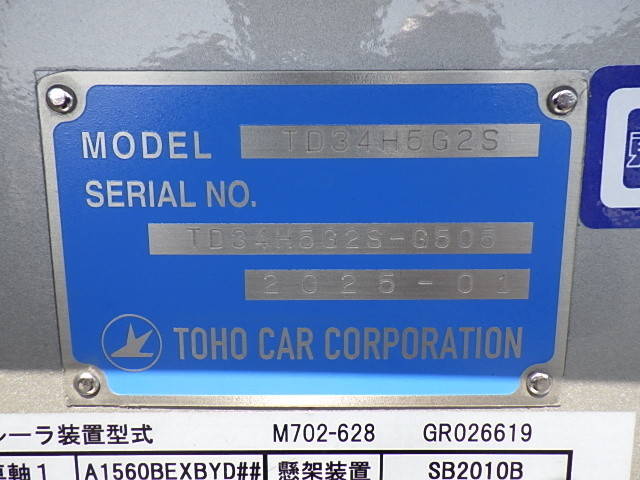 MODEL TD34H5G2S
SERIAL NO.
TD34H5G2S-G505
2025-01
TOHO CAR CORPORATION
ーラ装置型式 M702-628 GR026619
軸1 A1560BEXBYD## 懸架装置 SB2010B